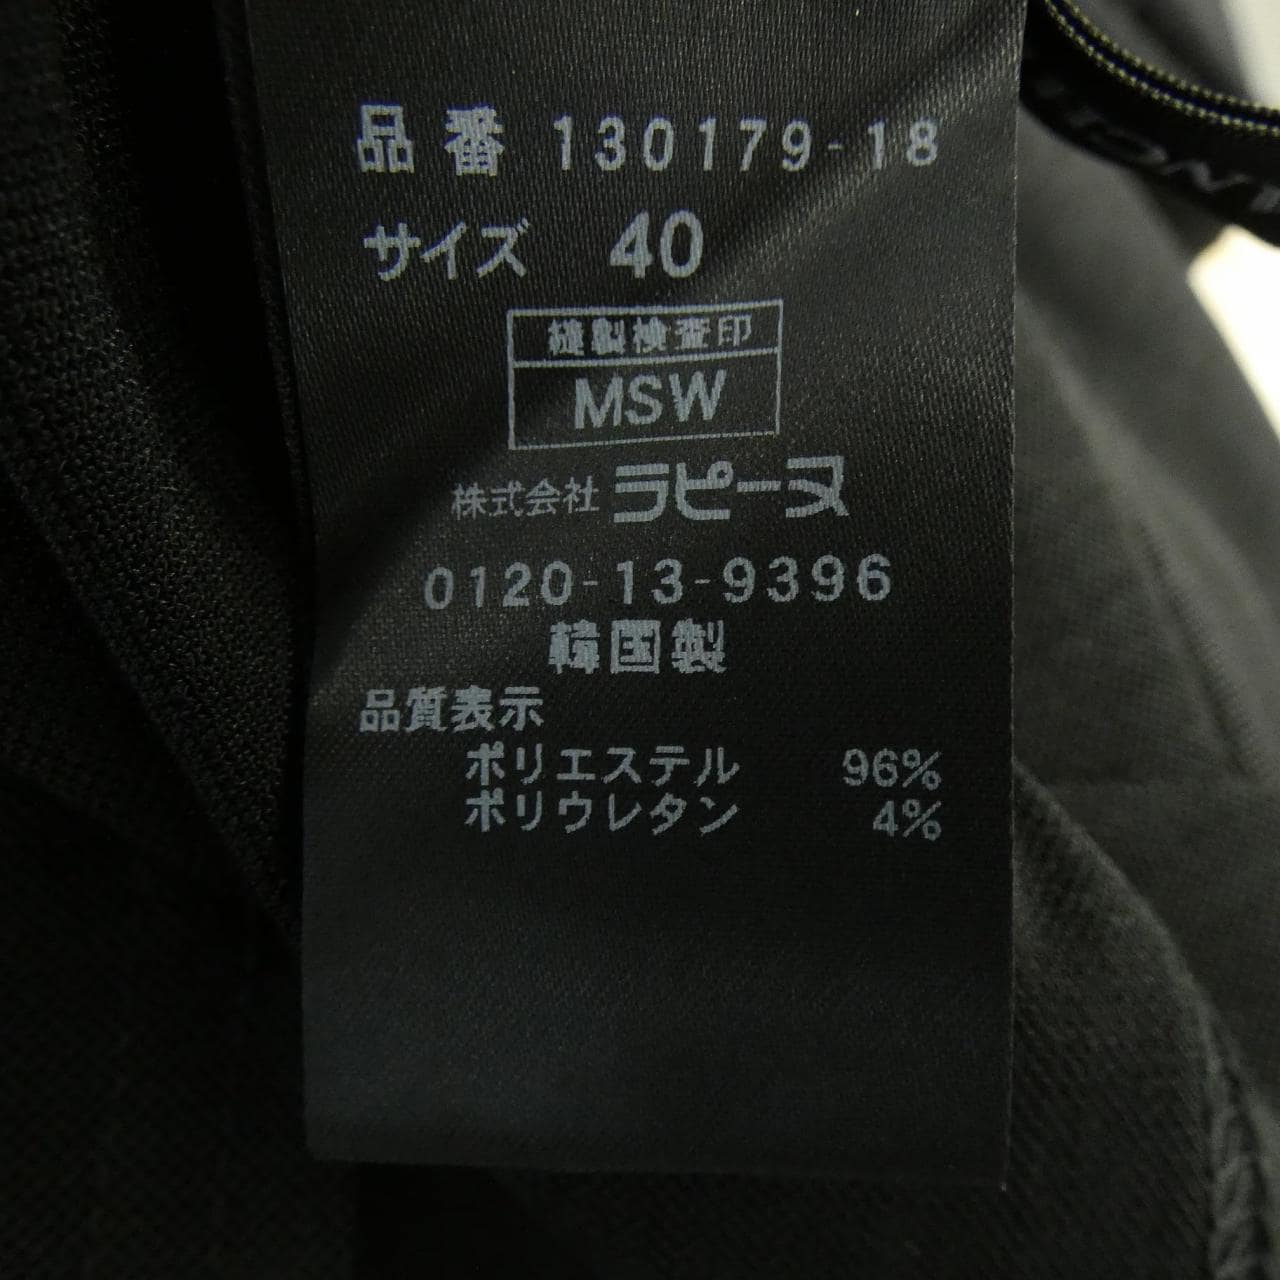 品番 130179-18
サイズ 40
縫製検査印
MSW
株式会社 ラピーヌ
0120-13-9396
韓国製
品質表示
ポリエステル 96%
ポリウレタン 4%